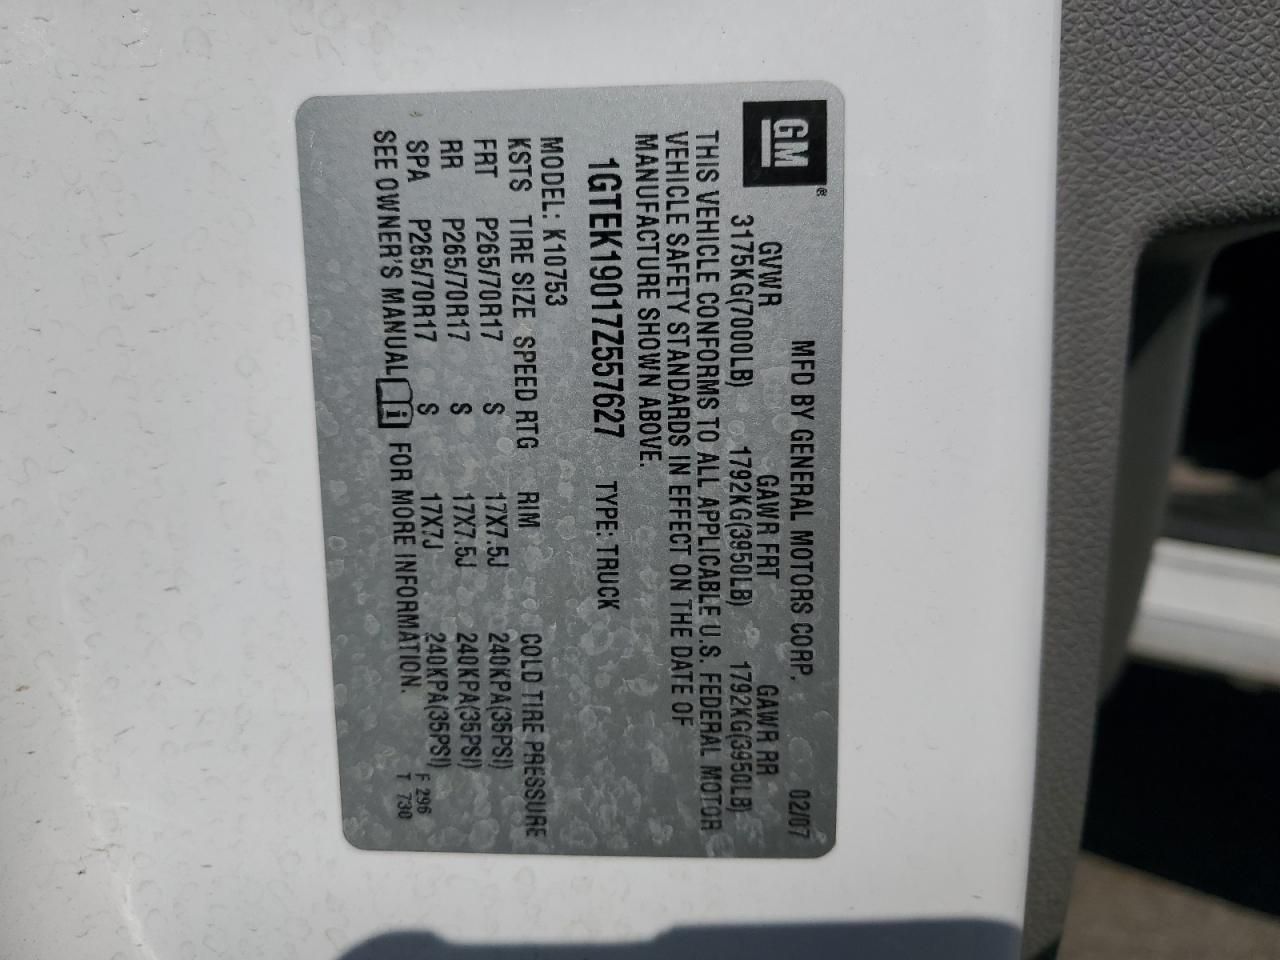 GM®
MFD BY GENERAL MOTORS CORP. 02/07
GVWR GAWR FRT GAWR RR
3175KG(7000LB) 1792KG(3950LB) 1792KG(3950LB)
THIS VEHICLE CONFORMS TO ALL APPLICABLE U.S. FEDERAL MOTOR
VEHICLE SAFETY STANDARDS IN EFFECT ON THE DATE OF
MANUFACTURE SHOWN ABOVE.
1GTEK19017Z557627 TYPE: TRUCK
MODEL: K10753
KSTS TIRE SIZE SPEED RTG RIM COLD TIRE PRESSURE
FRT P265/70R17 S 17X7.5J 240KPA(35PSI)
RR P265/70R17 S 17X7.5J 240KPA(35PSI)
SPA P265/70R17 S 17X7J 240KPA(35PSI) F 296
SEE OWNER'S MANUAL i FOR MORE INFORMATION. T 730